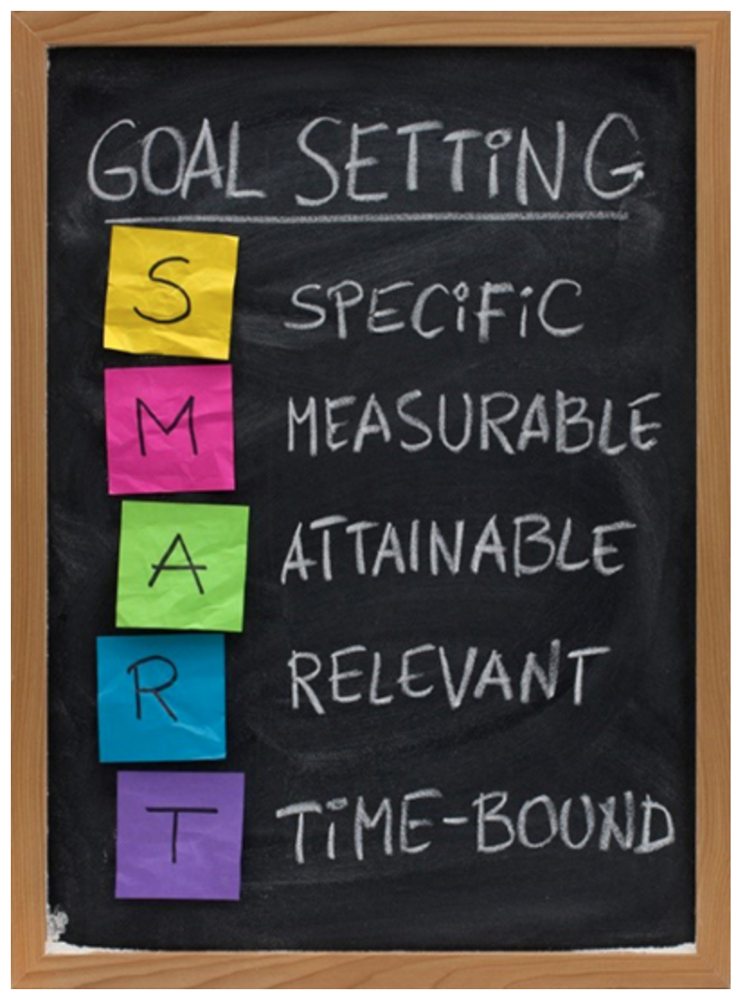 GOAL SETTING
S SPECIFIC
M MEASURABLE
A ATTAINABLE
R RELEVANT
T TIME-BOUND